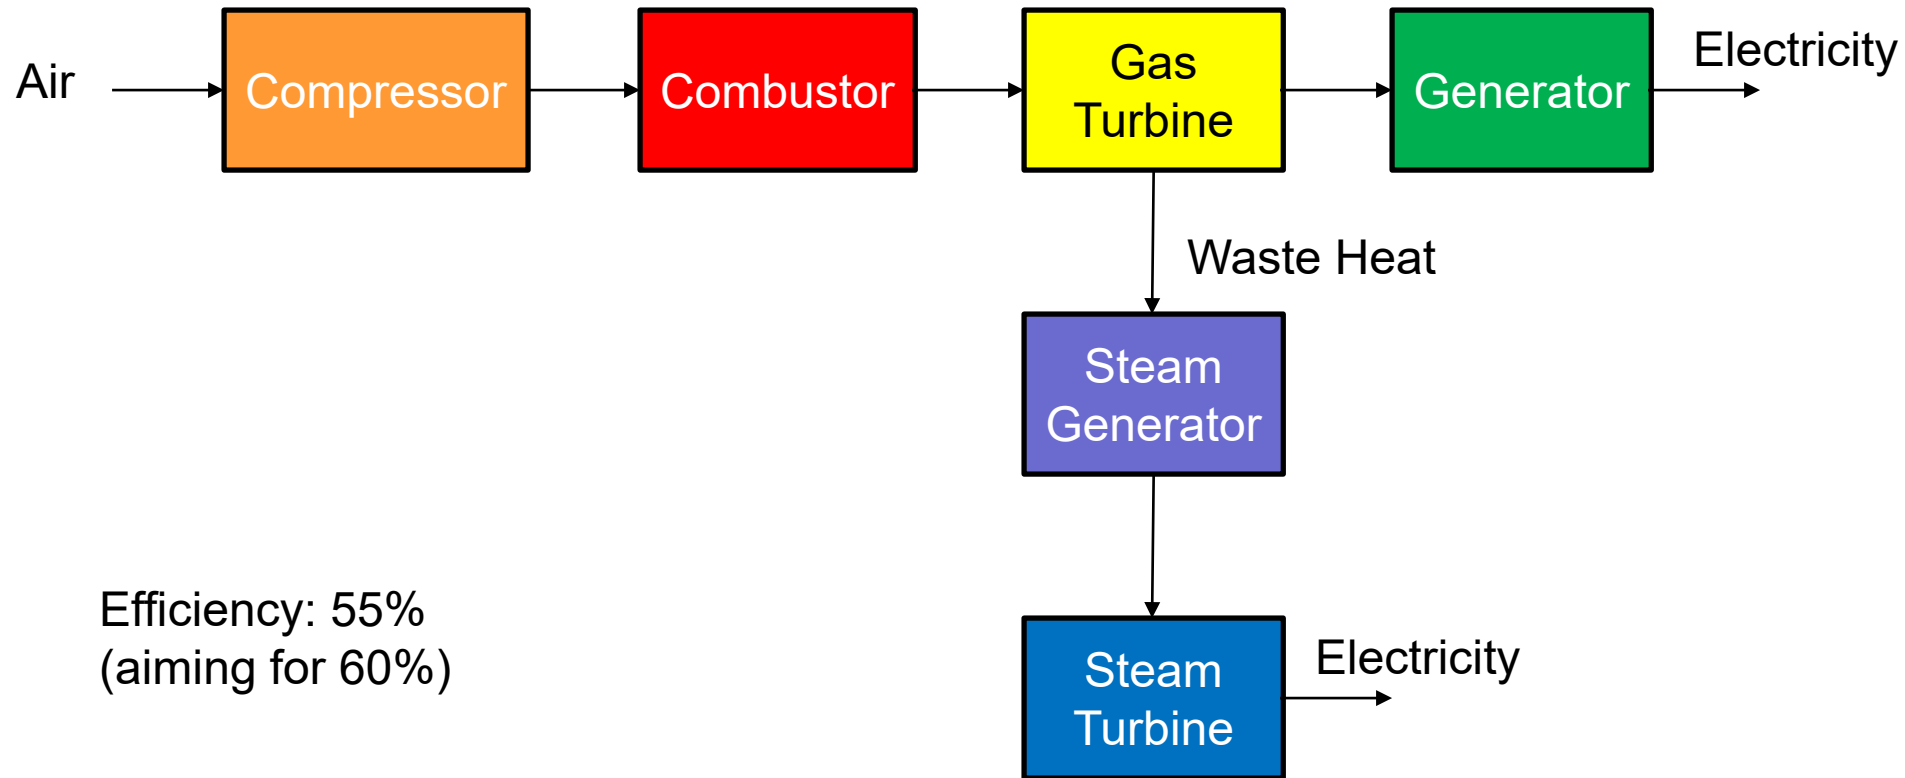 Air
Compressor
Combustor
Gas
Turbine
Generator
Electricity
Waste Heat
Steam
Generator
Efficiency: 55%
(aiming for 60%)
Steam
Turbine
Electricity